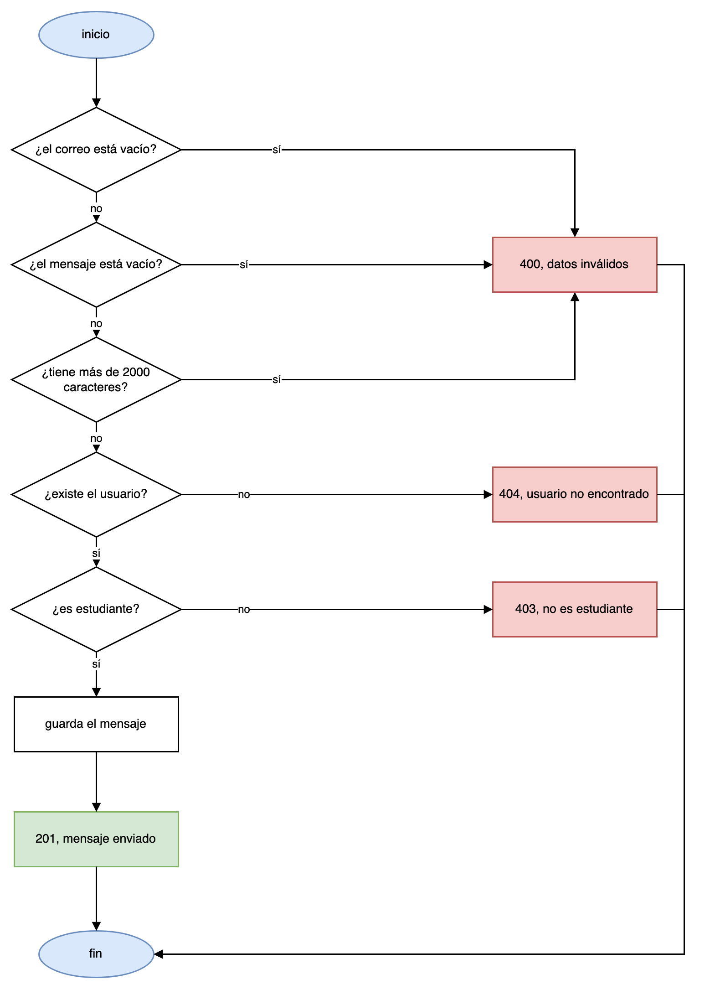 inicio
¿el correo está vacío?
sí
no
¿el mensaje está vacío?
sí
400, datos inválidos
no
¿tiene más de 2000
caracteres?
sí
no
¿existe el usuario?
no
404, usuario no encontrado
sí
¿es estudiante?
no
403, no es estudiante
sí
guarda el mensaje
201, mensaje enviado
fin